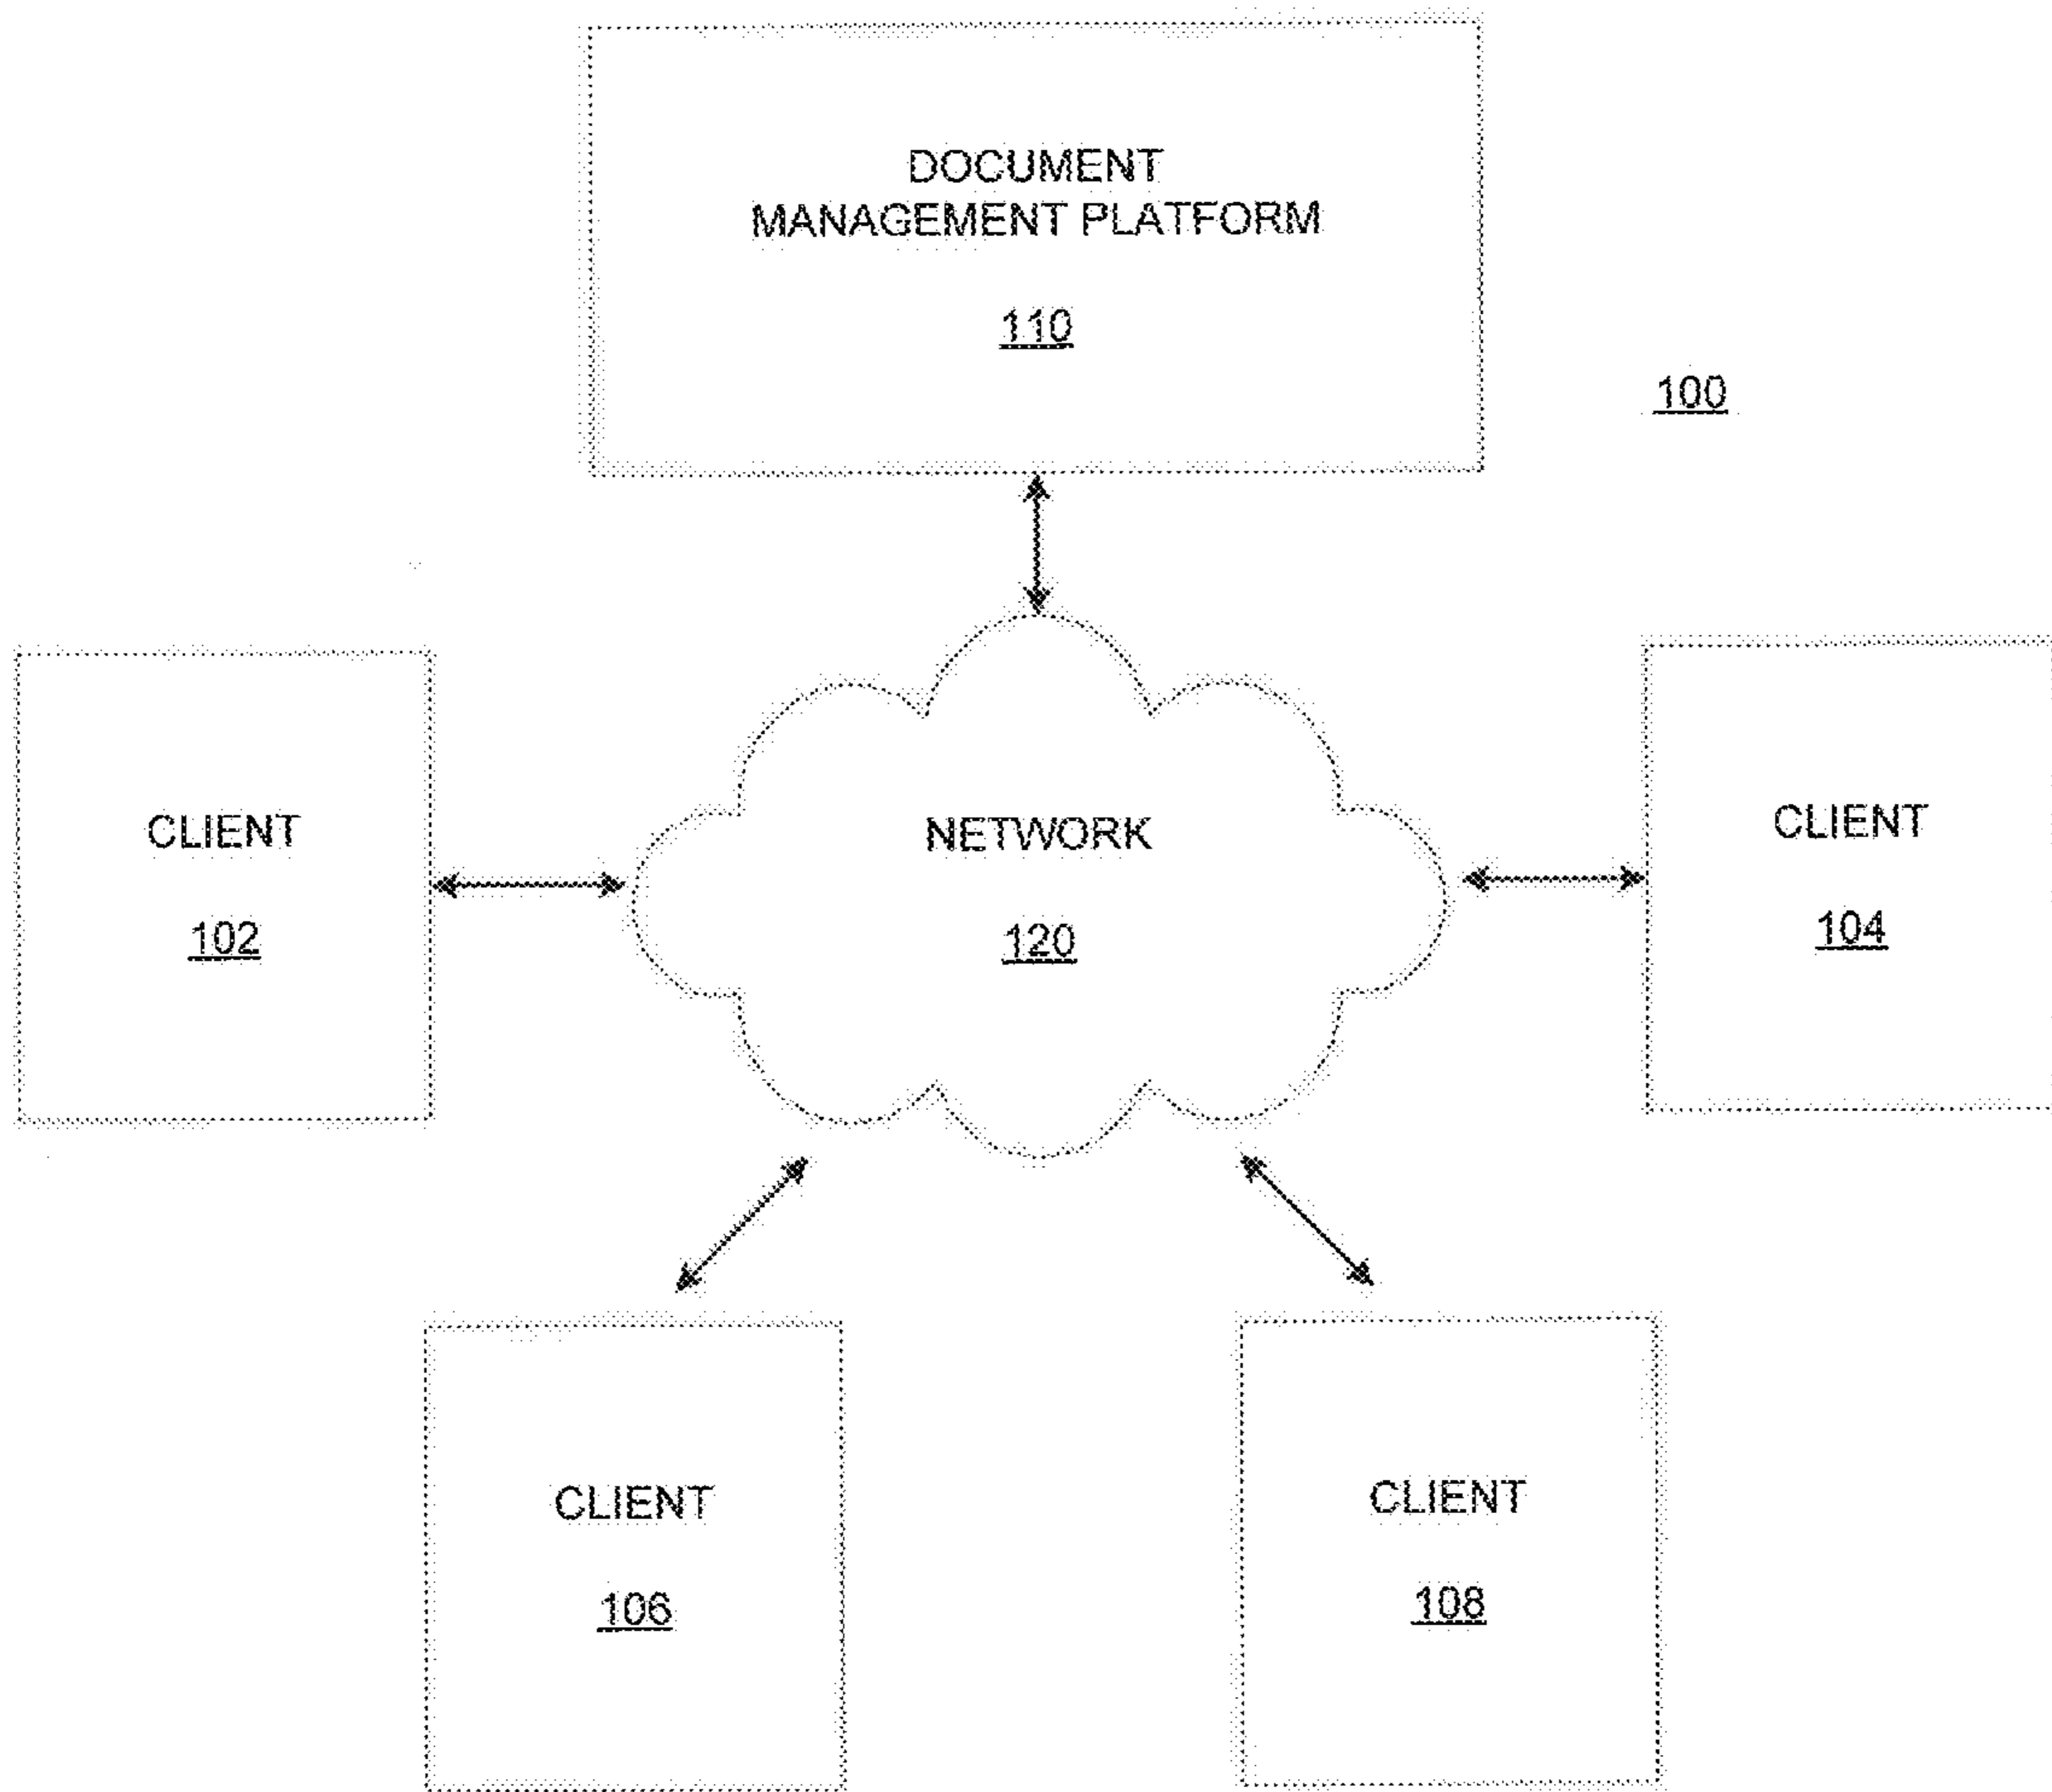 DOCUMENT
MANAGEMENT PLATFORM
110
100
CLIENT
102
NETWORK
120
CLIENT
104
CLIENT
106
CLIENT
108